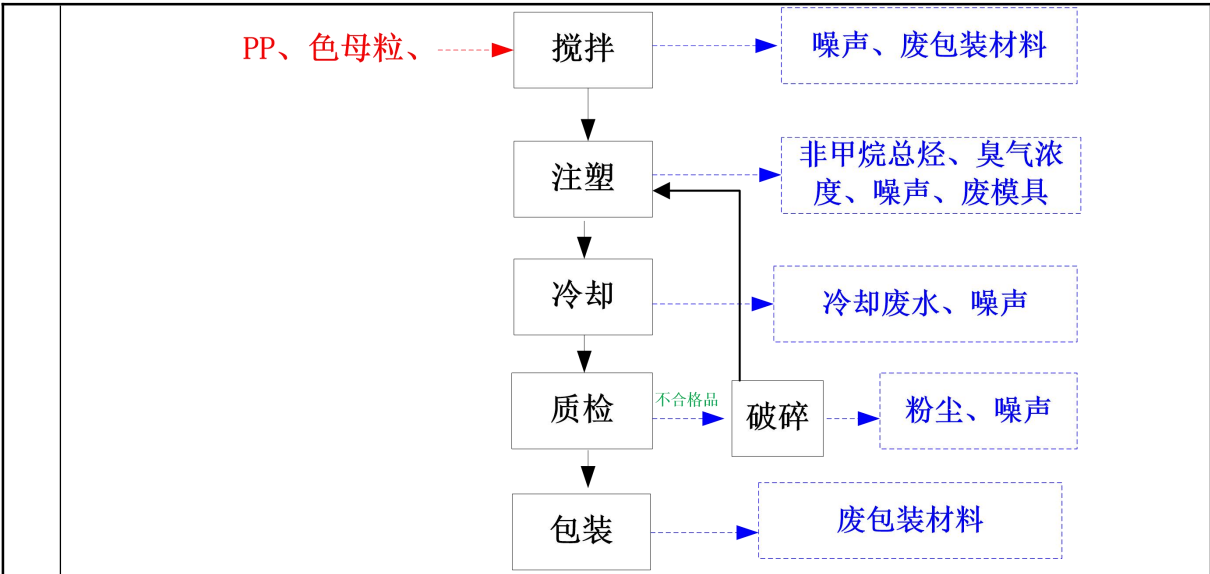 PP、色母粒、
搅拌
噪声、废包装材料
注塑
非甲烷总烃、臭气浓
度、噪声、废模具
冷却
冷却废水、噪声
质检
不合格品
破碎
粉尘、噪声
包装
废包装材料